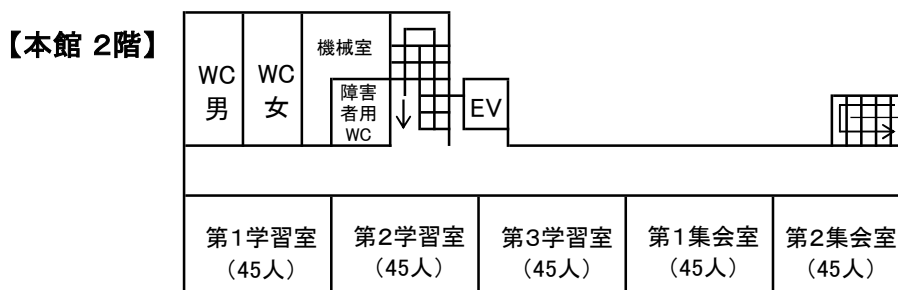 【本館 2階】
WC
男
WC
女
機械室
障害
者用
WC
EV
第1学習室
(45人)
第2学習室
(45人)
第3学習室
(45人)
第1集会室
(45人)
第2集会室
(45人)